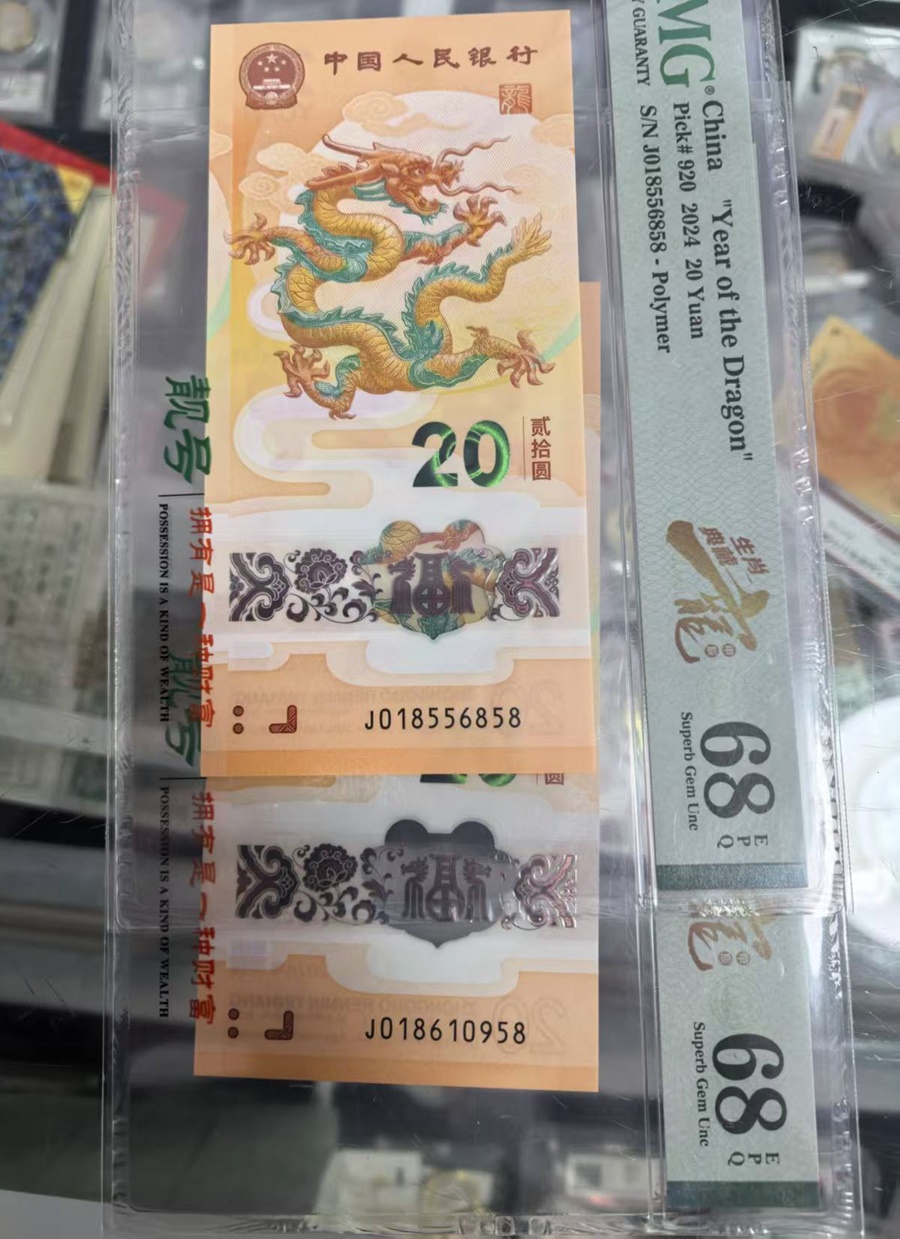 中国人民银行
龍
20
贰拾圆
福
J018556858
圆
福
J018610958
靓号
拥有是一种财富
POSSESSION IS A KIND OF WEALTH
靓号
拥有是一种财富
POSSESSION IS A KIND OF WEALTH
MG®
Y GUARANTY
China "Year of the Dragon"
Pick# 920 2024 20 Yuan
S/N J018556858 - Polymer
生肖
典藏
龍
68 EPQ
Superb Gem Unc
68 EPQ
Superb Gem Unc